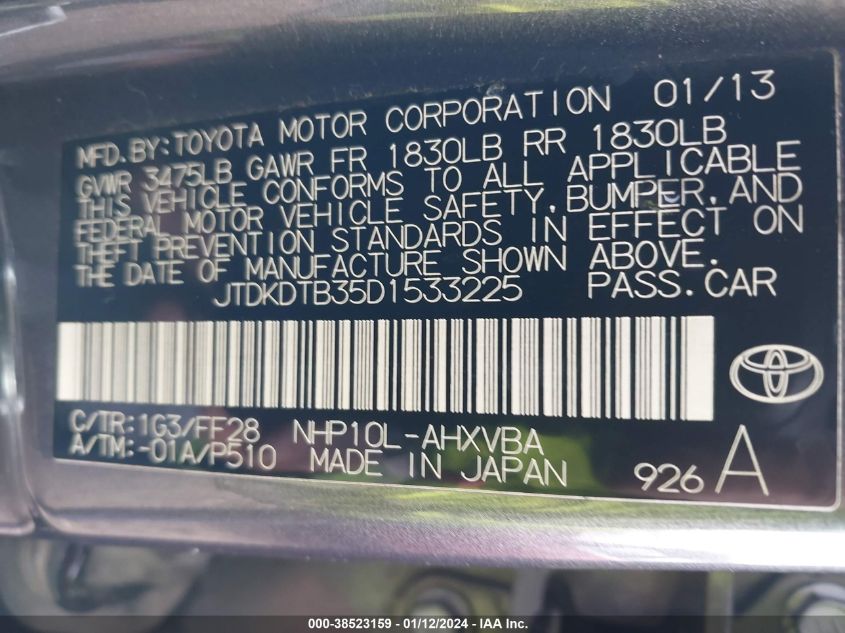 MFD.BY:TOYOTA MOTOR CORPORATION 01/13
GVWR 3475LB GAWR FR 1830LB RR 1830LB
THIS VEHICLE CONFORMS TO ALL APPLICABLE
FEDERAL MOTOR VEHICLE SAFETY,BUMPER,AND
THEFT PREVENTION STANDARDS IN EFFECT ON
THE DATE OF MANUFACTURE SHOWN ABOVE.
JTDKDTB35D1533225 PASS.CAR
C/TR:1G3/FF28 NHP10L-AHXVBA
A/TM:-01A/P510 MADE IN JAPAN 926 A
000-38523159 - 01/12/2024 - IAA Inc.